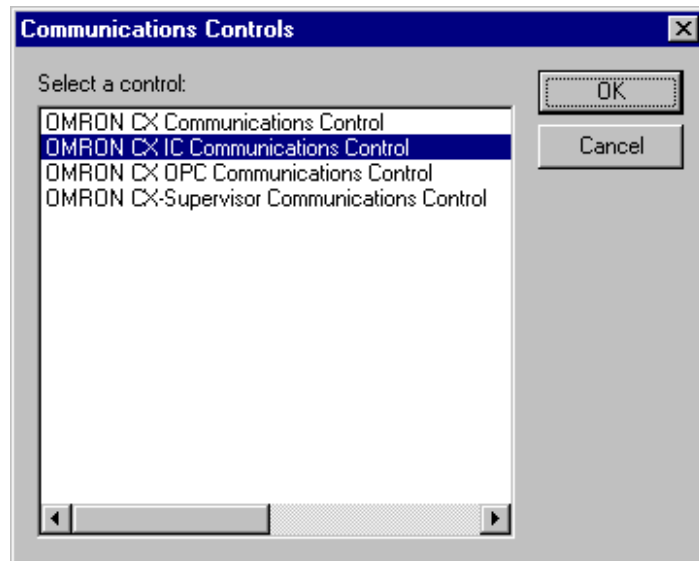 Communications Controls
Select a control:
OK
OMRON CX Communications Control
OMRON CX IC Communications Control
Cancel
OMRON CX OPC Communications Control
OMRON CX-Supervisor Communications Control